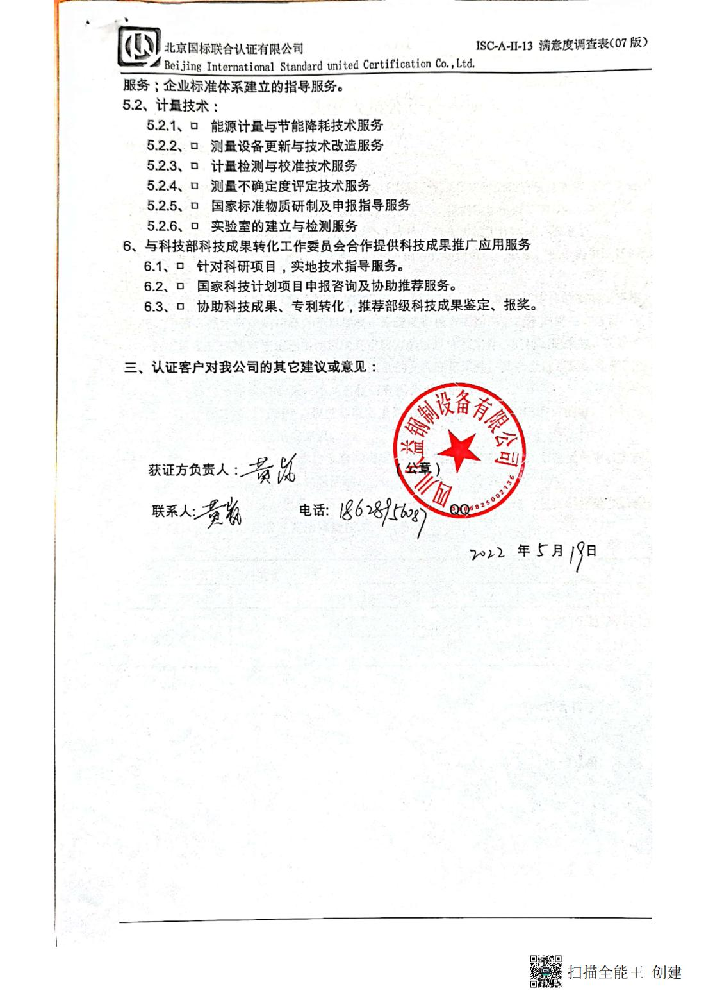 北京国标联合认证有限公司 ISC-A-II-13 满意度调查表(07版)
Beijing International Standard united Certification Co.,Ltd.
服务；企业标准体系建立的指导服务。
5.2、计量技术：
5.2.1、□ 能源计量与节能降耗技术服务
5.2.2、□ 测量设备更新与技术改造服务
5.2.3、□ 计量检测与校准技术服务
5.2.4、□ 测量不确定度评定技术服务
5.2.5、□ 国家标准物质研制及申报指导服务
5.2.6、□ 实验室的建立与检测服务
6、与科技部科技成果转化工作委员会合作提供科技成果推广应用服务
6.1、□ 针对科研项目，实地技术指导服务。
6.2、□ 国家科技计划项目申报咨询及协助推荐服务。
6.3、□ 协助科技成果、专利转化，推荐部级科技成果鉴定、报奖。
三、认证客户对我公司的其它建议或意见：
四川 益钢制设备有限公司
获证方负责人：黄 （公章）
联系人:黄 电话: 18628956087 QQ
2022 年 5 月 19 日
扫描全能王 创建